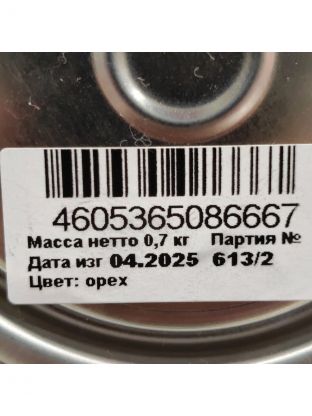 4605365086667
Масса нетто 0,7 кг Партия №
Дата изг 04.2025 613/2
Цвет: орех